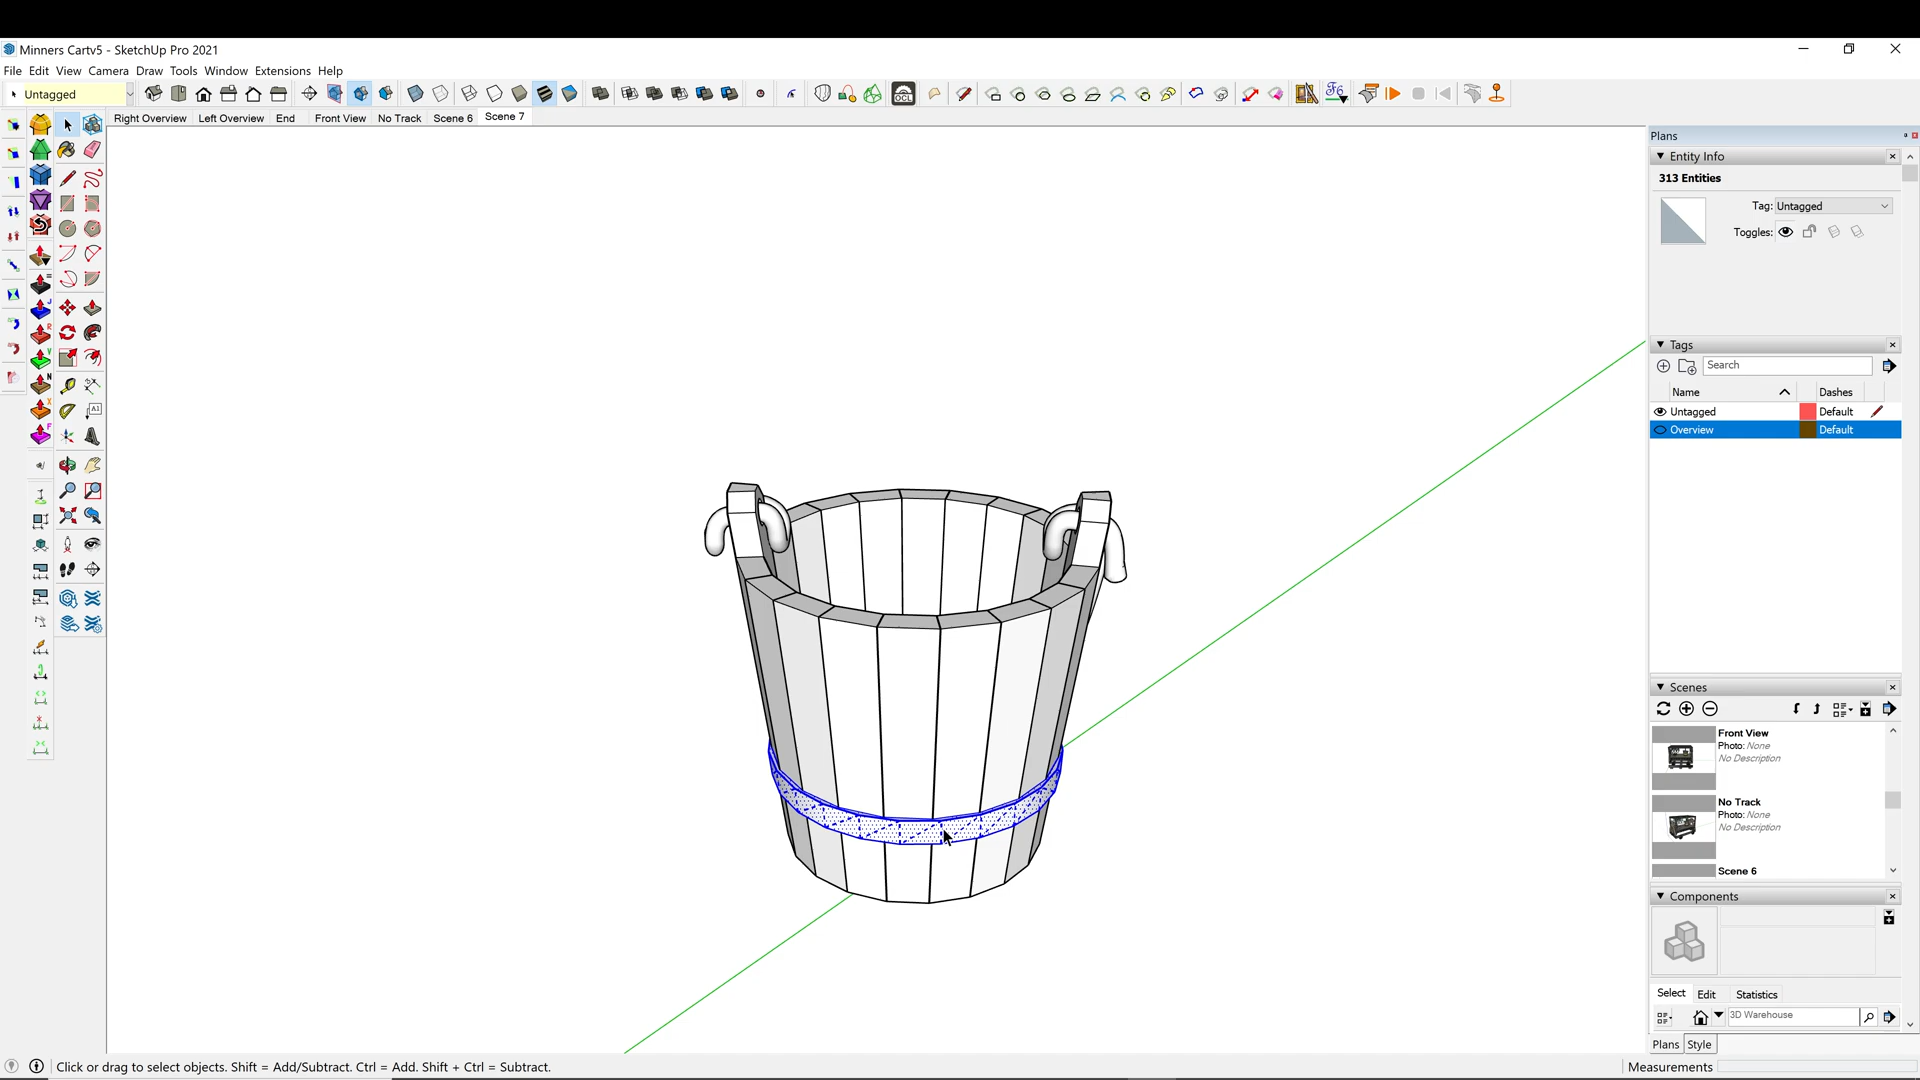 Minners Cartv5 - SketchUp Pro 2021
File Edit View Camera Draw Tools Window Extensions Help
Untagged
OCL
Right Overview Left Overview End Front View No Track Scene 6 Scene 7
Plans
Entity Info
313 Entities
Tag: Untagged
Toggles:
Tags
Search
Name Dashes
Untagged Default
Overview Default
Scenes
Front View
Photo: None
No Description
No Track
Photo: None
No Description
Scene 6
Components
Select Edit Statistics
3D Warehouse
Plans Style
Click or drag to select objects. Shift = Add/Subtract. Ctrl = Add. Shift + Ctrl = Subtract.
Measurements